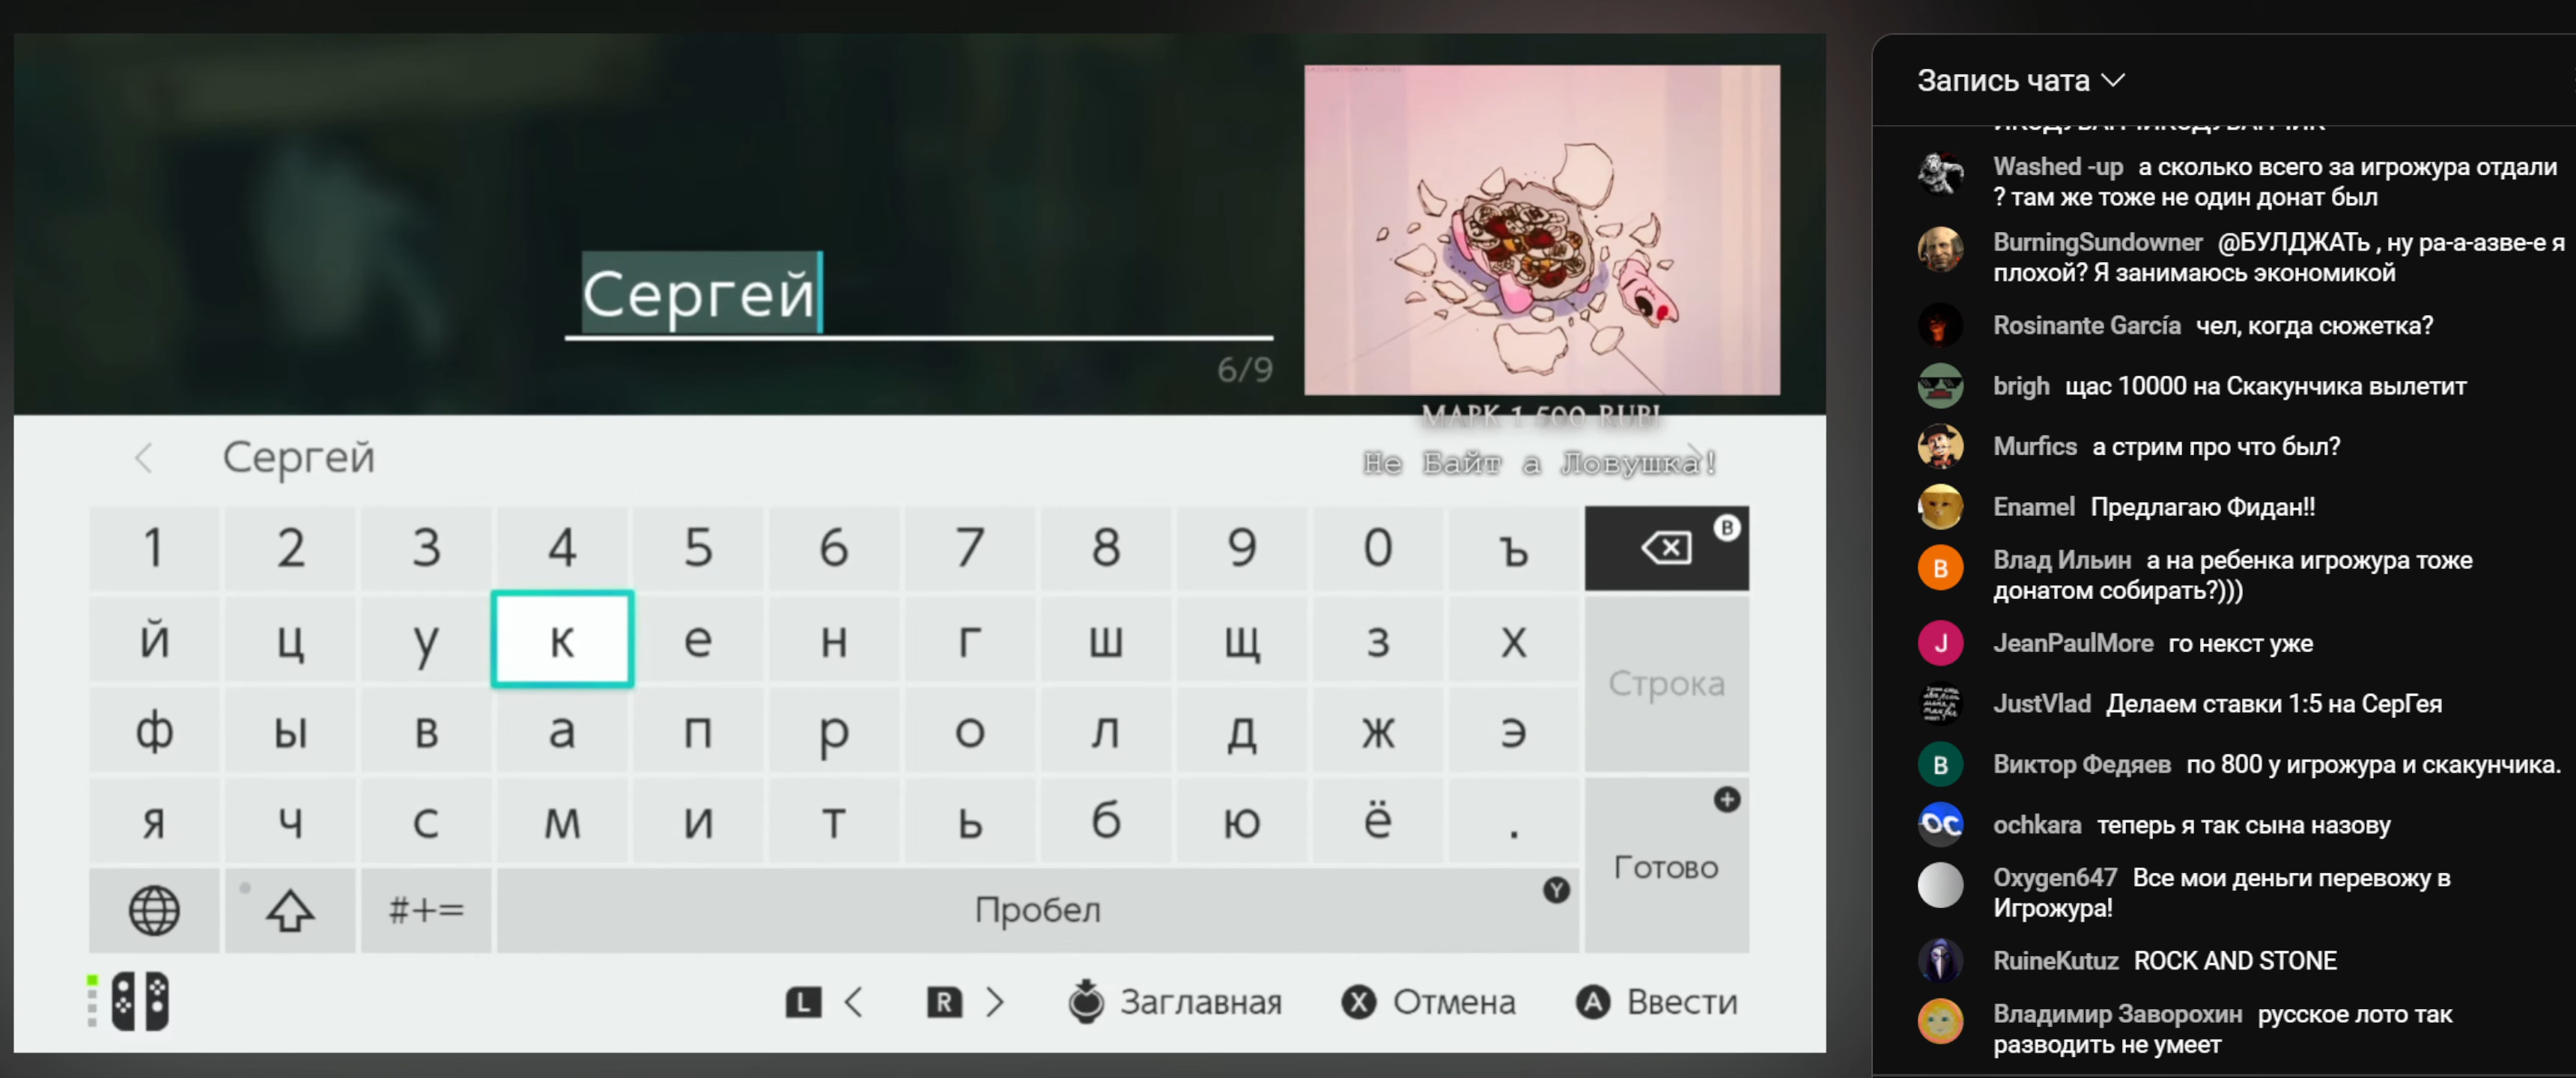 Сергей
6/9
МАРК 1 500 RUB!
Не Байт а Ловушка!
Сергей
1 2 3 4 5 6 7 8 9 0 ъ B
й ц у к е н г ш щ з х
Строка
ф ы в а п р о л д ж э
я ч с м и т ь б ю ё .
Готово
#+=
Пробел
Y
L R Заглавная X Отмена A Ввести
Запись чата
Washed -up а сколько всего за игрожура отдали
? там же тоже не один донат был
BurningSundowner @БУЛДЖАТь , ну ра-а-азве-е я
плохой? Я занимаюсь экономикой
Rosinante García чел, когда сюжетка?
brigh щас 10000 на Скакунчика вылетит
Murfics а стрим про что был?
Enamel Предлагаю Фидан!!
В
Влад Ильин а на ребенка игрожура тоже
донатом собирать?)))
J
JeanPaulMore го некст уже
JustVlad Делаем ставки 1:5 на СерГея
В
Виктор Федяев по 800 у игрожура и скакунчика.
OC
ochkara теперь я так сына назову
Oxygen647 Все мои деньги перевожу в
Игрожура!
RuineKutuz ROCK AND STONE
Владимир Заворохин русское лото так
разводить не умеет